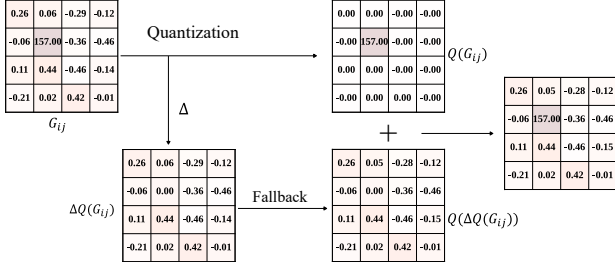 0.26 0.06 -0.29 -0.12
-0.06 157.00 -0.36 -0.46
0.11 0.44 -0.46 -0.14
-0.21 0.02 0.42 -0.01
G_{ij}
Quantization
0.00 0.00 0.00 0.00
-0.00 157.00 -0.00 -0.00
0.00 0.00 -0.00 -0.00
-0.00 0.00 0.00 -0.00
Q(G_{ij})
Δ
+
0.26 0.05 -0.28 -0.12
-0.06 157.00 -0.36 -0.46
0.11 0.44 -0.46 -0.15
-0.21 0.02 0.42 -0.01
ΔQ(G_{ij})
0.26 0.06 -0.29 -0.12
-0.06 0.00 -0.36 -0.46
0.11 0.44 -0.46 -0.14
-0.21 0.02 0.42 -0.01
Fallback
0.26 0.05 -0.28 -0.12
-0.06 0.00 -0.36 -0.46
0.11 0.44 -0.46 -0.15
-0.21 0.02 0.42 -0.01
Q(ΔQ(G_{ij}))